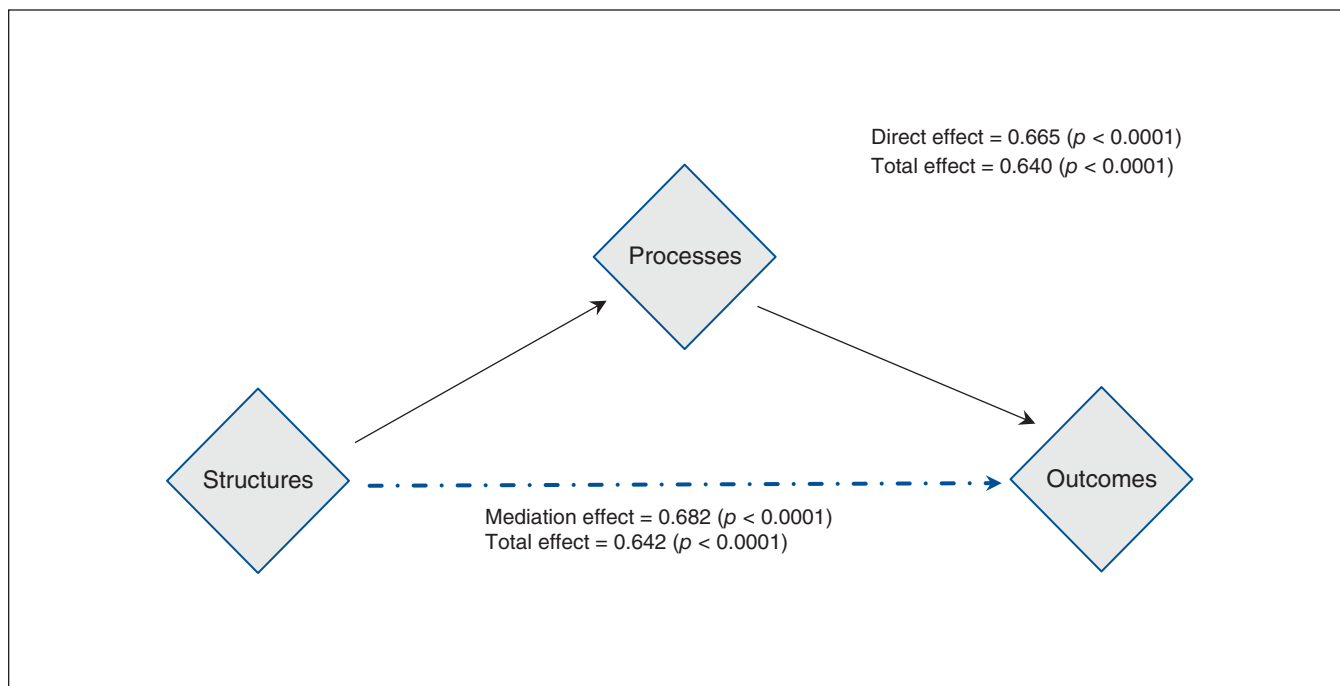 Direct effect = 0.665 (p < 0.0001)
Total effect = 0.640 (p < 0.0001)
Processes
Structures
Outcomes
Mediation effect = 0.682 (p < 0.0001)
Total effect = 0.642 (p < 0.0001)